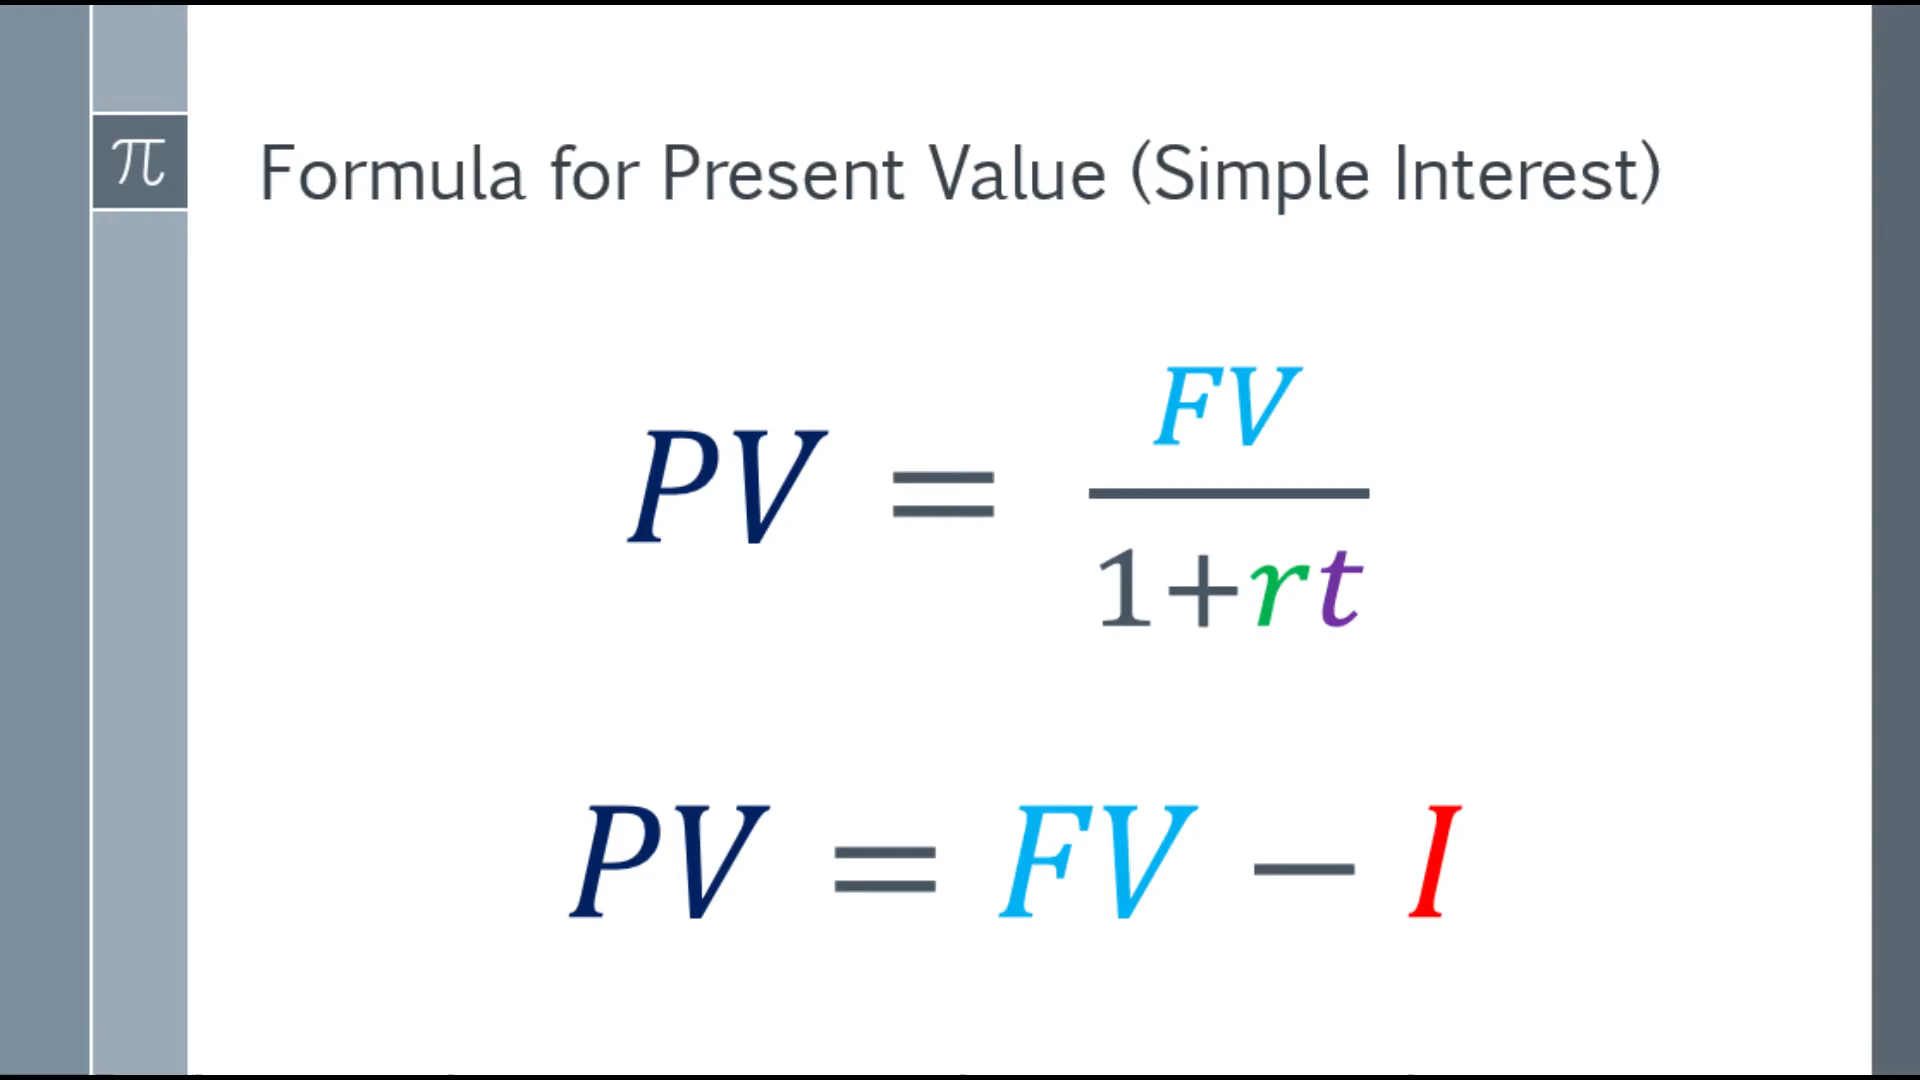 π
Formula for Present Value (Simple Interest)
PV = FV / 1+rt
PV = FV − I